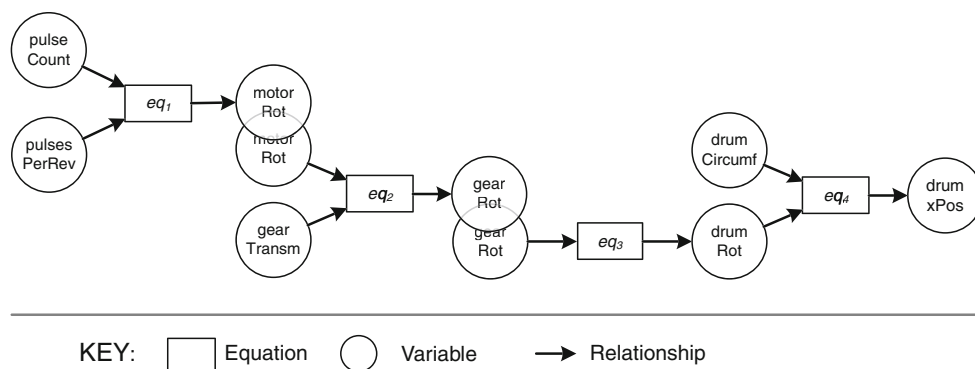 pulse
Count
pulses
PerRev
eq₁
motor
Rot
motor
Rot
gear
Transm
eq₂
gear
Rot
gear
Rot
eq₃
drum
Circumf
drum
Rot
eq₄
drum
xPos
KEY: Equation Variable Relationship